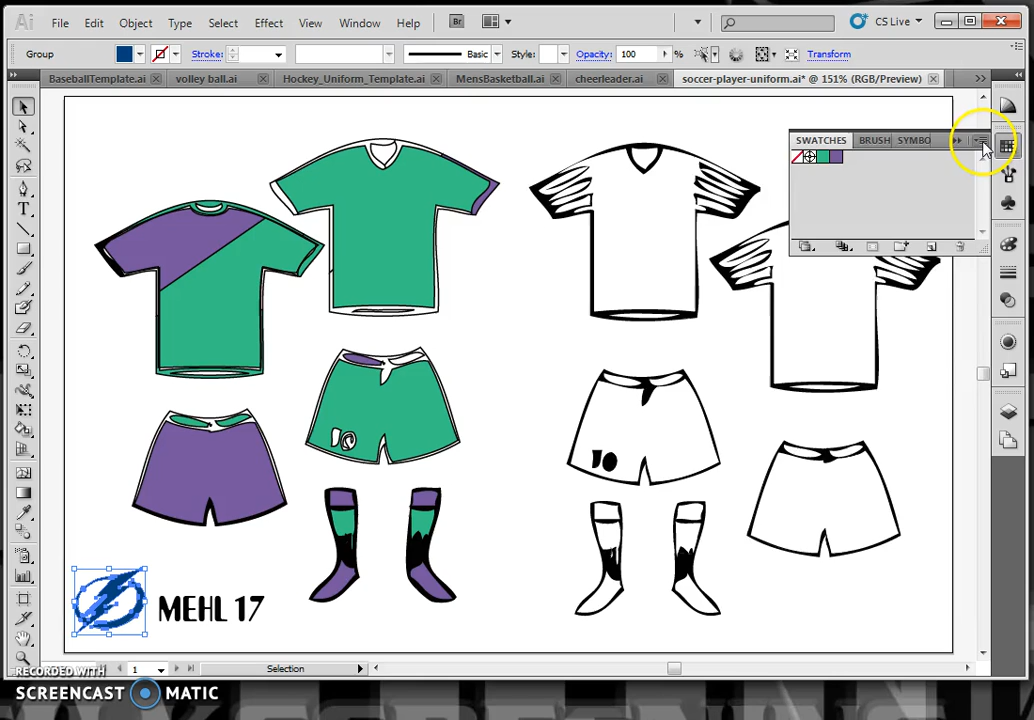 Ai File Edit Object Type Select Effect View Window Help Br CS Live
Group Stroke: Basic Style: Opacity: 100 % Transform
BaseballTemplate.ai volley ball.ai Hockey_Uniform_Template.ai MensBasketball.ai cheerleader.ai soccer-player-uniform.ai* @ 151% (RGB/Preview)
SWATCHES BRUSH SYMBO
10
10
MEHL 17
1 Selection
RECORDED WITH
SCREENCAST MATIC